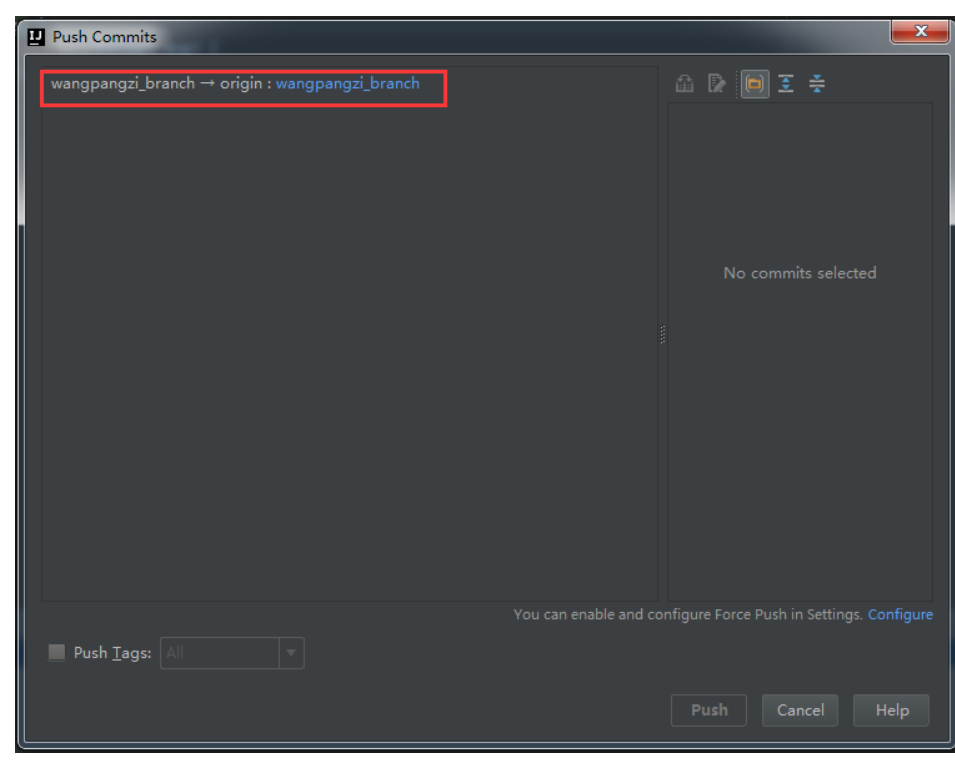 Push Commits
wangpangzi_branch → origin : wangpangzi_branch
No commits selected
You can enable and configure Force Push in Settings. Configure
Push Tags: All
Push Cancel Help